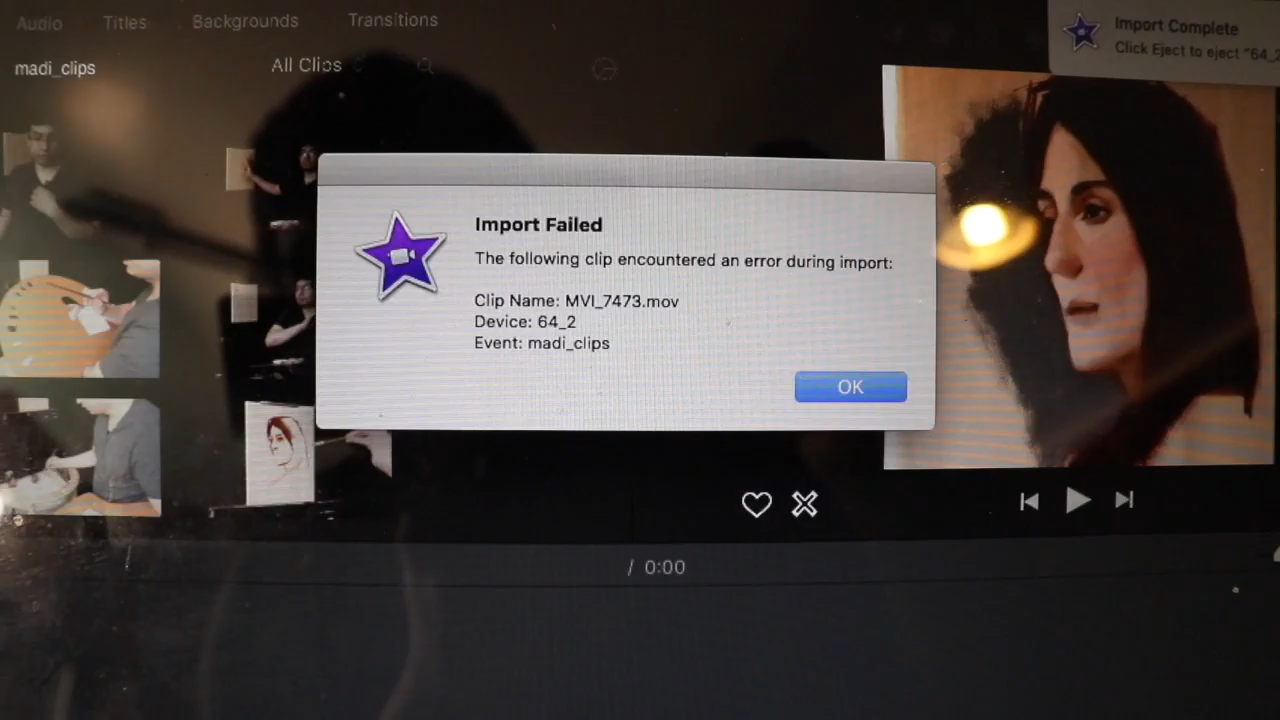 Audio Titles Backgrounds Transitions
Import Complete
Click Eject to eject "64_2
madi_clips
All Clips
Import Failed
The following clip encountered an error during import:
Clip Name: MVI_7473.mov
Device: 64_2
Event: madi_clips
OK
/ 0:00